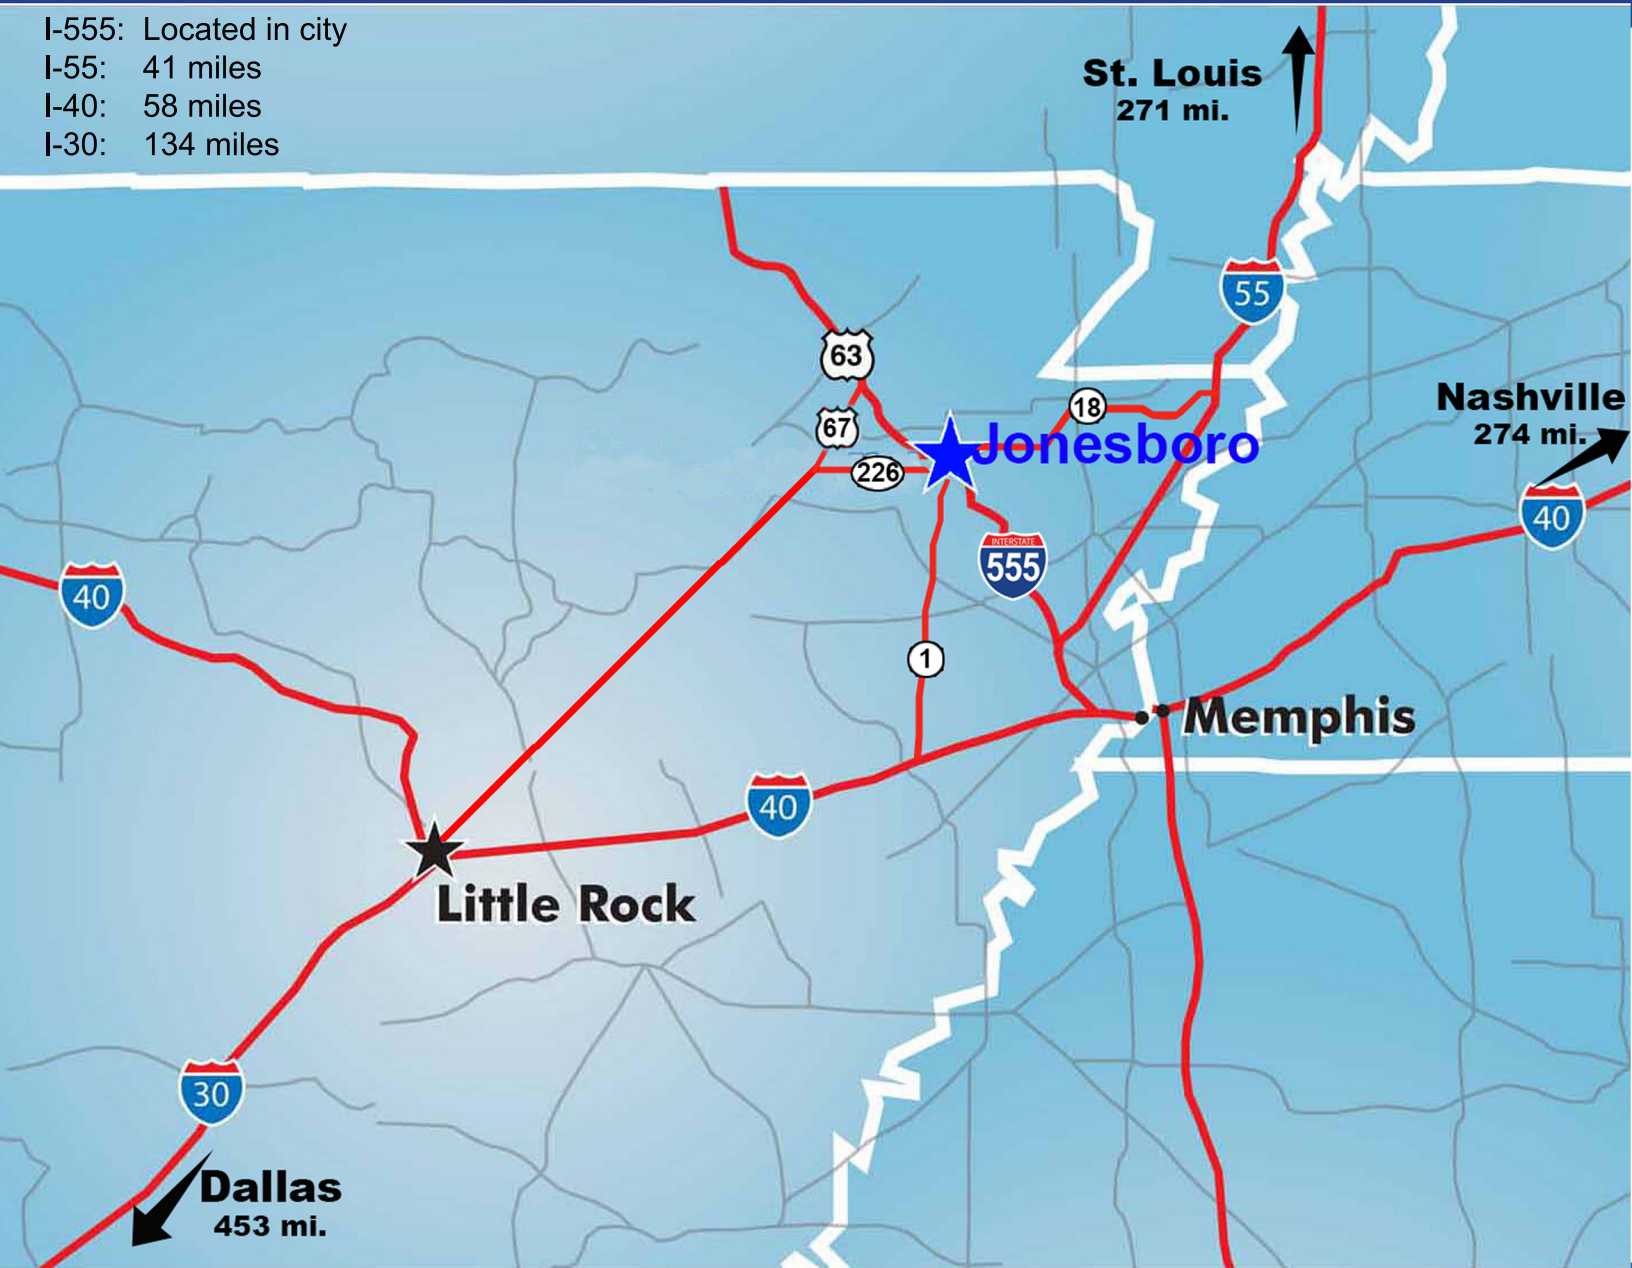 I-555: Located in city
I-55: 41 miles
I-40: 58 miles
I-30: 134 miles
St. Louis
271 mi.
55
63
Nashville
274 mi.
18
67
Jonesboro
226
40
INTERSTATE
555
40
1
Memphis
40
Little Rock
30
Dallas
453 mi.